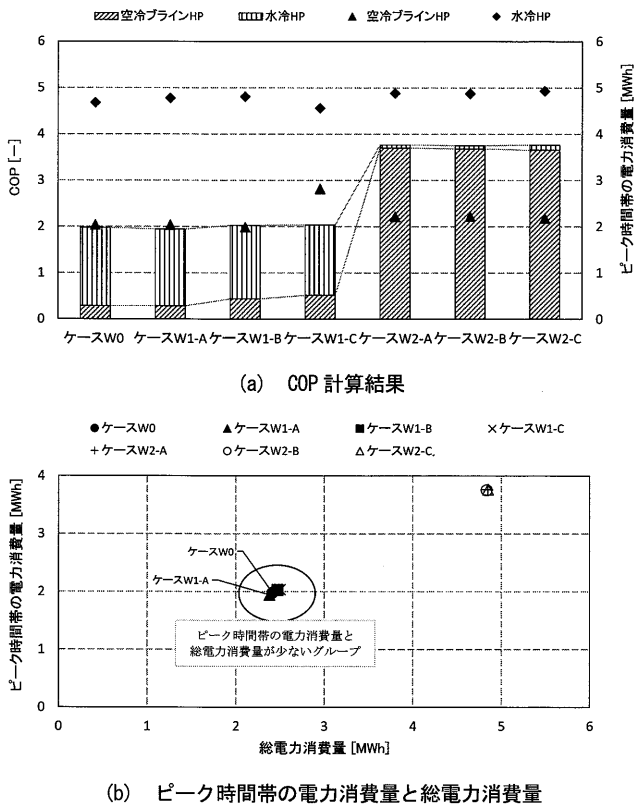 空冷ブラインHP 水冷HP 空冷ブラインHP 水冷HP
6 6
5 5
4 4
3 3
2 2
1 1
0 0
COP [－]
ピーク時間帯の電力消費量 [MWh]
ケースW0 ケースW1-A ケースW1-B ケースW1-C ケースW2-A ケースW2-B ケースW2-C
(a) COP 計算結果
ケースW0 ケースW1-A ケースW1-B ケースW1-C
ケースW2-A ケースW2-B ケースW2-C.
4
3
2
1
0
ピーク時間帯の電力消費量 [MWh]
ケースW0
ケースW1-A
ピーク時間帯の電力消費量と
総電力消費量が少ないグループ
0 1 2 3 4 5 6
総電力消費量 [MWh]
(b) ピーク時間帯の電力消費量と総電力消費量